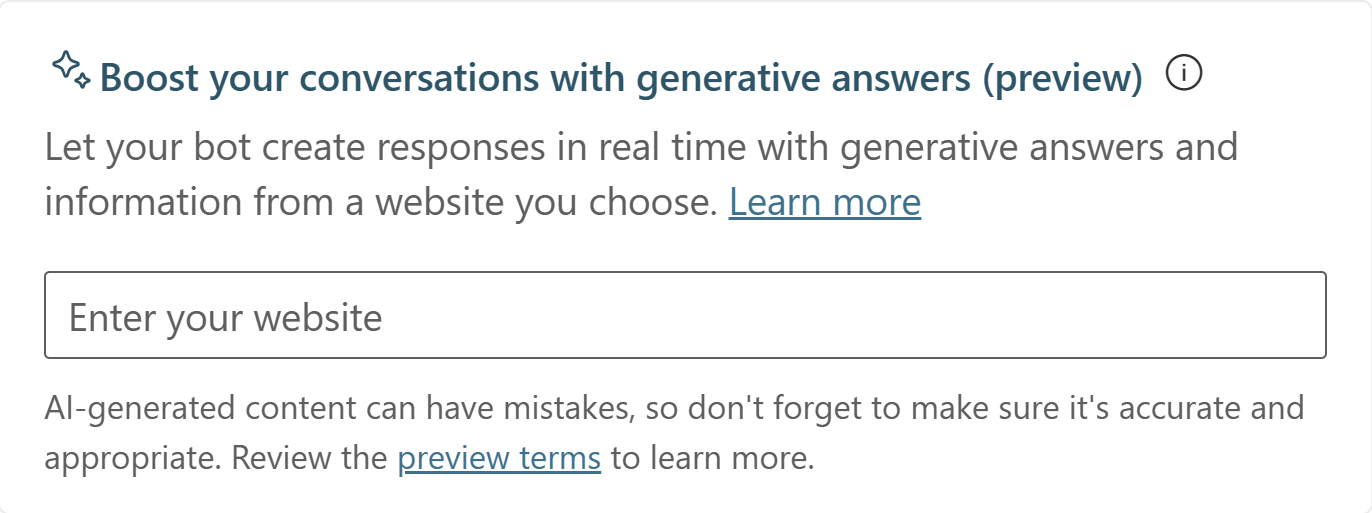 Boost your conversations with generative answers (preview)
Let your bot create responses in real time with generative answers and
information from a website you choose. Learn more
Enter your website
AI-generated content can have mistakes, so don't forget to make sure it's accurate and
appropriate. Review the preview terms to learn more.